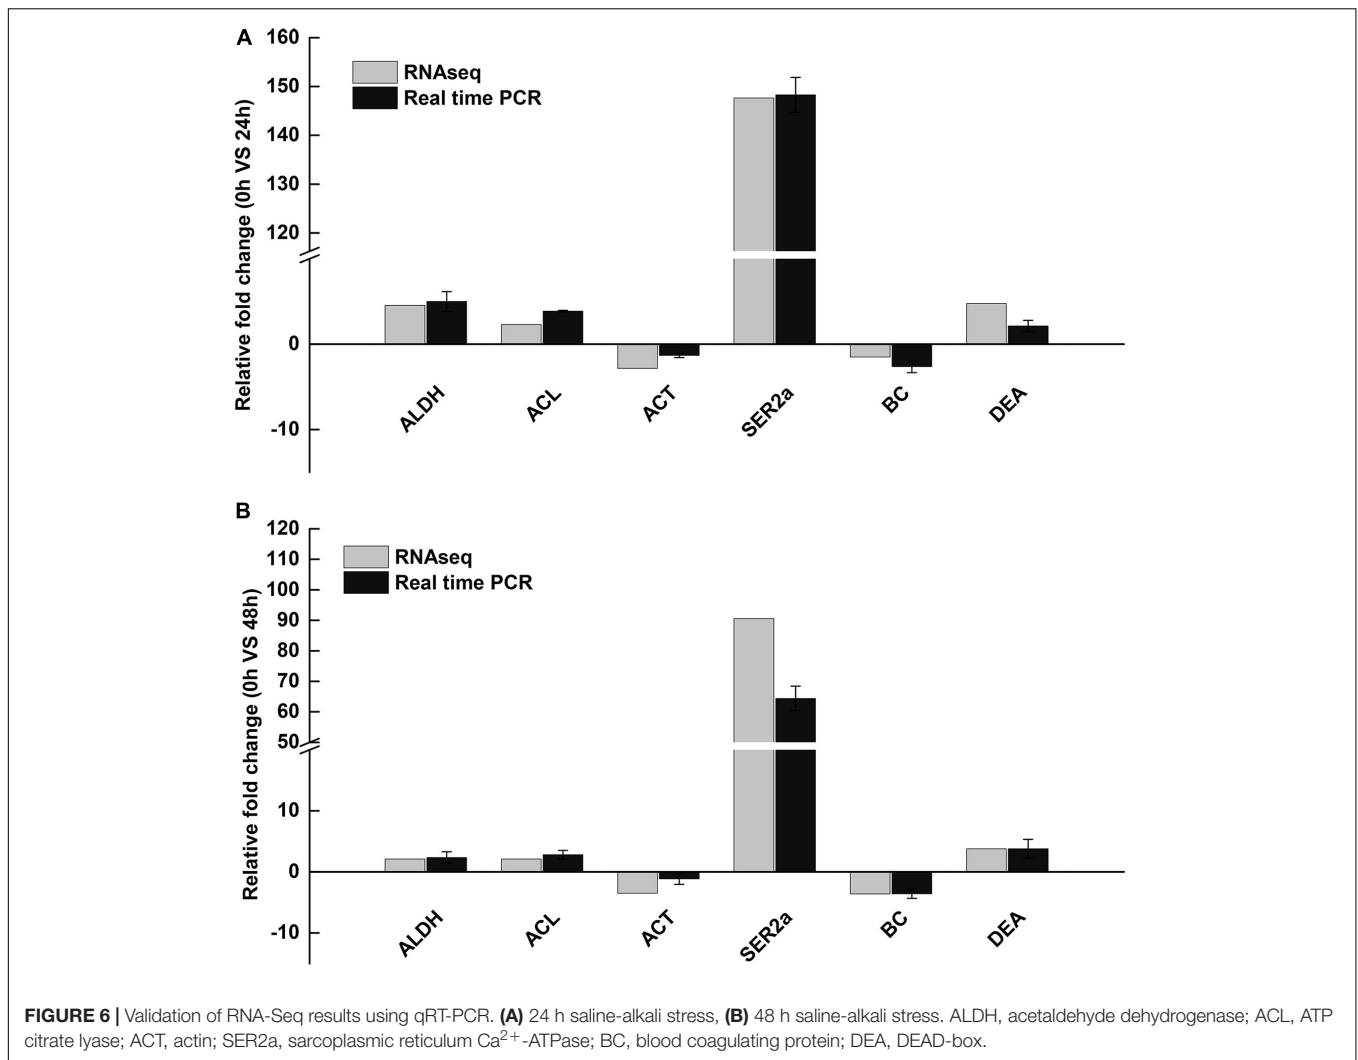 A
Relative fold change (0h VS 24h)
160
150
140
130
120
0
-10
RNAseq
Real time PCR
ALDH
ACL
ACT
SER2a
BC
DEA
B
Relative fold change (0h VS 48h)
120
110
100
90
80
70
60
50
10
0
-10
RNAseq
Real time PCR
ALDH
ACL
ACT
SER2a
BC
DEA
FIGURE 6 | Validation of RNA-Seq results using qRT-PCR. (A) 24 h saline-alkali stress, (B) 48 h saline-alkali stress. ALDH, acetaldehyde dehydrogenase; ACL, ATP
citrate lyase; ACT, actin; SER2a, sarcoplasmic reticulum Ca²⁺-ATPase; BC, blood coagulating protein; DEA, DEAD-box.